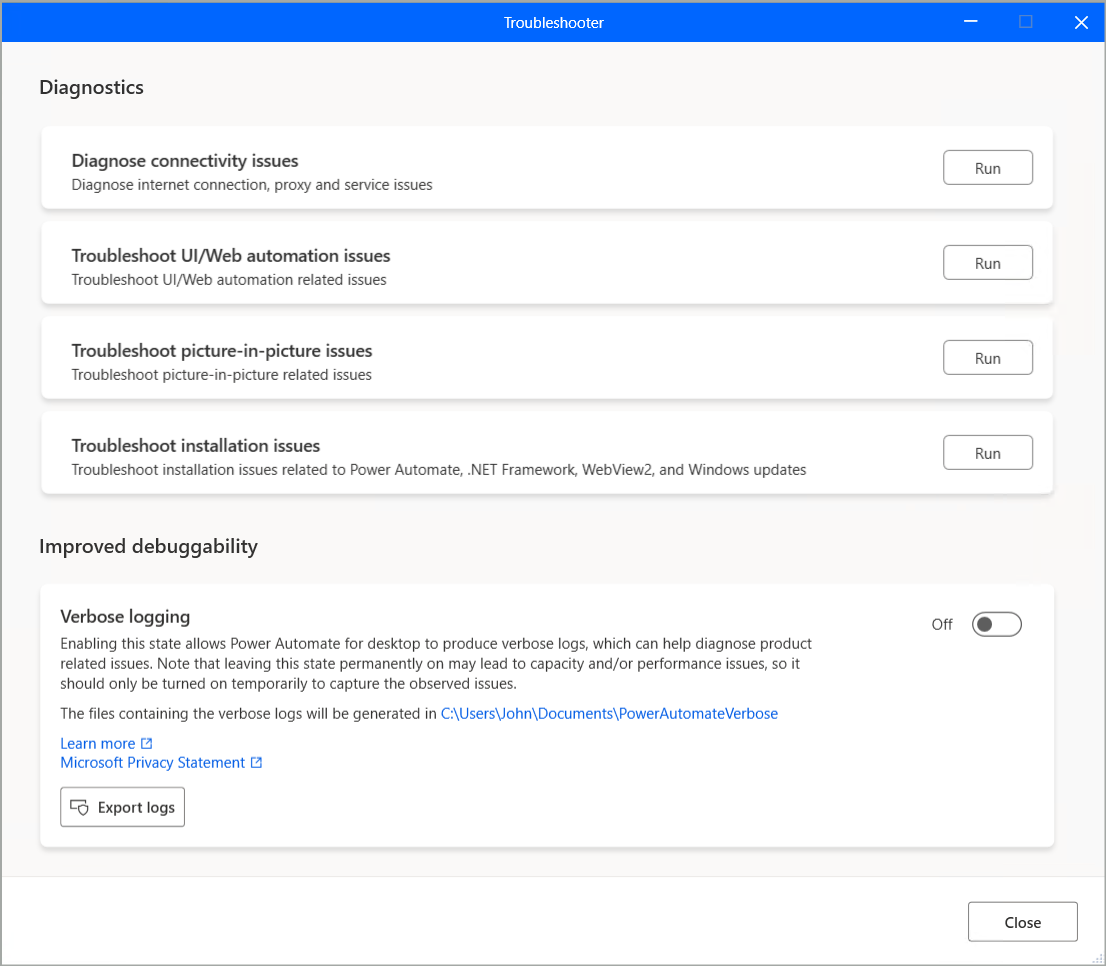 Troubleshooter
Diagnostics
Diagnose connectivity issues
Diagnose internet connection, proxy and service issues
Run
Troubleshoot UI/Web automation issues
Troubleshoot UI/Web automation related issues
Run
Troubleshoot picture-in-picture issues
Troubleshoot picture-in-picture related issues
Run
Troubleshoot installation issues
Troubleshoot installation issues related to Power Automate, .NET Framework, WebView2, and Windows updates
Run
Improved debuggability
Verbose logging
Off
Enabling this state allows Power Automate for desktop to produce verbose logs, which can help diagnose product
related issues. Note that leaving this state permanently on may lead to capacity and/or performance issues, so it
should only be turned on temporarily to capture the observed issues.
The files containing the verbose logs will be generated in C:\Users\John\Documents\PowerAutomateVerbose
Learn more
Microsoft Privacy Statement
Export logs
Close